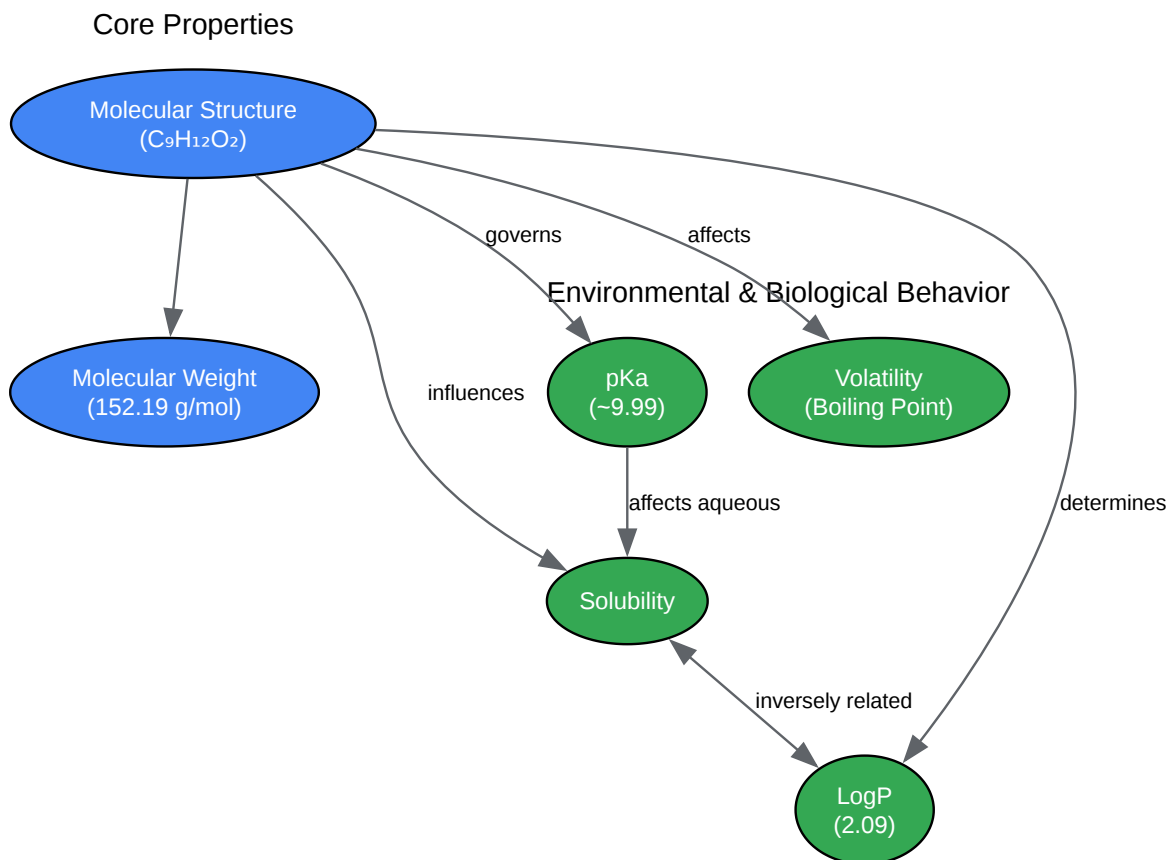 Core Properties
Molecular Structure
(C₉H₁₂O₂)
governs
affects
Environmental & Biological Behavior
Molecular Weight
(152.19 g/mol)
influences
pKa
(~9.99)
Volatility
(Boiling Point)
affects aqueous
determines
Solubility
inversely related
LogP
(2.09)